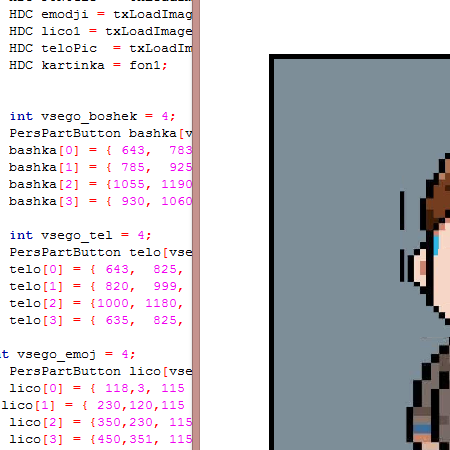 HDC emodji = txLoadImag
HDC lico1 = txLoadImage
HDC teloPic  = txLoadIm
HDC kartinka = fon1;
int vsego_boshek = 4;
PersPartButton bashka[v
bashka[0] = { 643,  783
bashka[1] = { 785,  925
bashka[2] = {1055, 1190
bashka[3] = { 930, 1060
int vsego_tel = 4;
PersPartButton telo[vse
telo[0] = { 643,  825,
telo[1] = { 820,  999,
telo[2] = {1000, 1180,
telo[3] = { 635,  825,
t vsego_emoj = 4;
PersPartButton lico[vse
lico[0] = { 118,3, 115
lico[1] = { 230,120,115
lico[2] = {350,230, 115
lico[3] = {450,351, 115